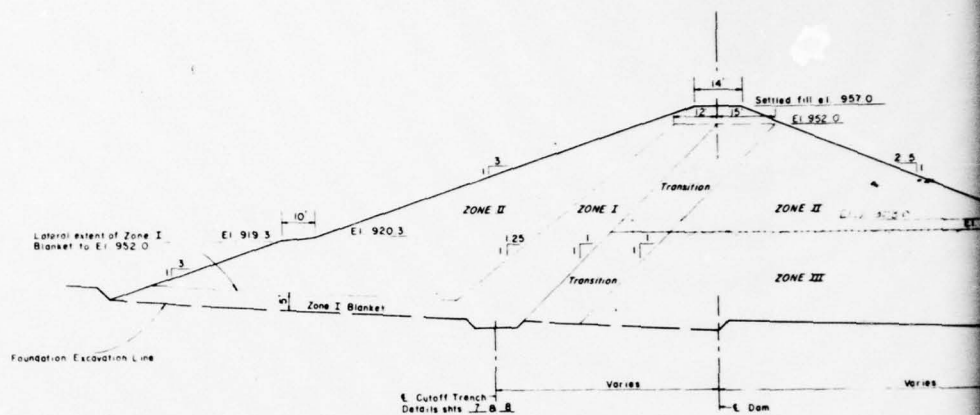 14'
Settled fill el 957.0
12 15
El 952.0
3
1
2.5
1
Transition
ZONE II
ZONE I
ZONE II
10'
El 919.3
El 920.3
Lateral extent of Zone I
Blanket to El 952.0
El
1.25
1
1
1
1
1
3
1
Transition
ZONE III
5'
Zone I Blanket
Foundation Excavation Line
Varies
Varies
℄ Cutoff Trench
Details shts 7 & 8
℄ Dam